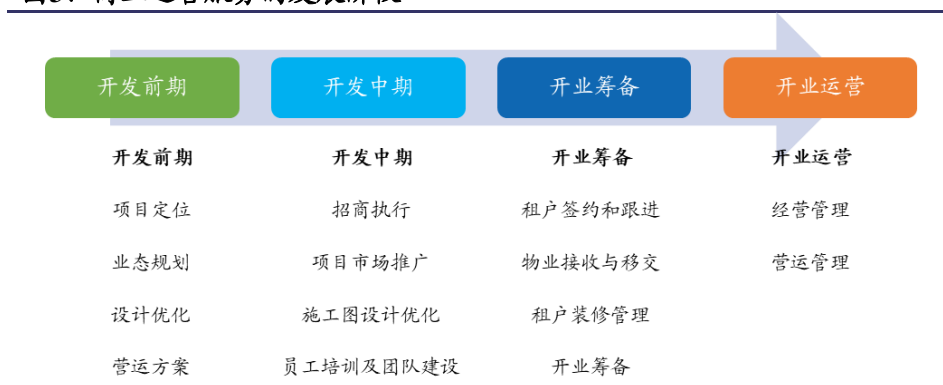 开发前期 开发中期 开业筹备 开业运营
开发前期 开发中期 开业筹备 开业运营
项目定位 招商执行 租户签约和跟进 经营管理
业态规划 项目市场推广 物业接收与移交 营运管理
设计优化 施工图设计优化 租户装修管理
营运方案 员工培训及团队建设 开业筹备